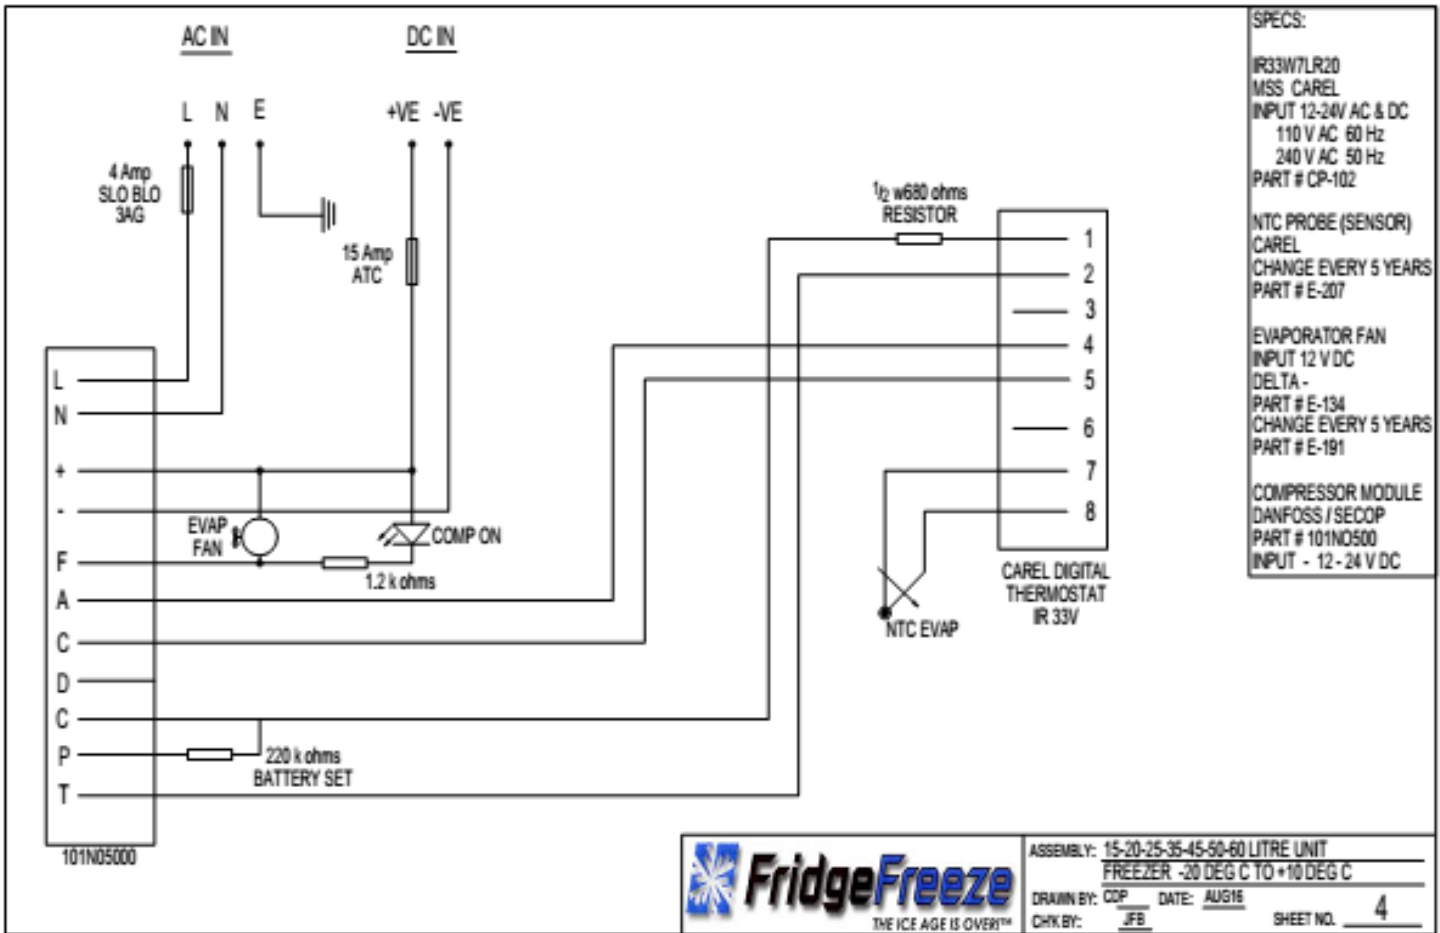 AC IN
DC IN
L N E
+VE -VE
4 Amp
SLO BLO
3AG
15 Amp
ATC
1/2 w680 ohms
RESISTOR
1
2
3
4
5
6
7
8
CAREL DIGITAL
THERMOSTAT
IR 33V
NTC EVAP
L
N
+
-
F
A
C
D
C
P
T
101N05000
EVAP
FAN
COMP ON
1.2 k ohms
220 k ohms
BATTERY SET
SPECS:
IR33W7LR20
MSS CAREL
INPUT 12-24V AC & DC
110 V AC 60 Hz
240 V AC 50 Hz
PART # CP-102
NTC PROBE (SENSOR)
CAREL
CHANGE EVERY 5 YEARS
PART # E-207
EVAPORATOR FAN
INPUT 12 V DC
DELTA -
PART # E-134
CHANGE EVERY 5 YEARS
PART # E-191
COMPRESSOR MODULE
DANFOSS / SECOP
PART # 101NO500
INPUT - 12 - 24 V DC
FridgeFreeze
THE ICE AGE IS OVER!™
ASSEMBLY: 15-20-25-35-45-50-60 LITRE UNIT
FREEZER -20 DEG C TO +10 DEG C
DRAWN BY: CDP DATE: AUG16
CHK BY: JFB SHEET NO. 4